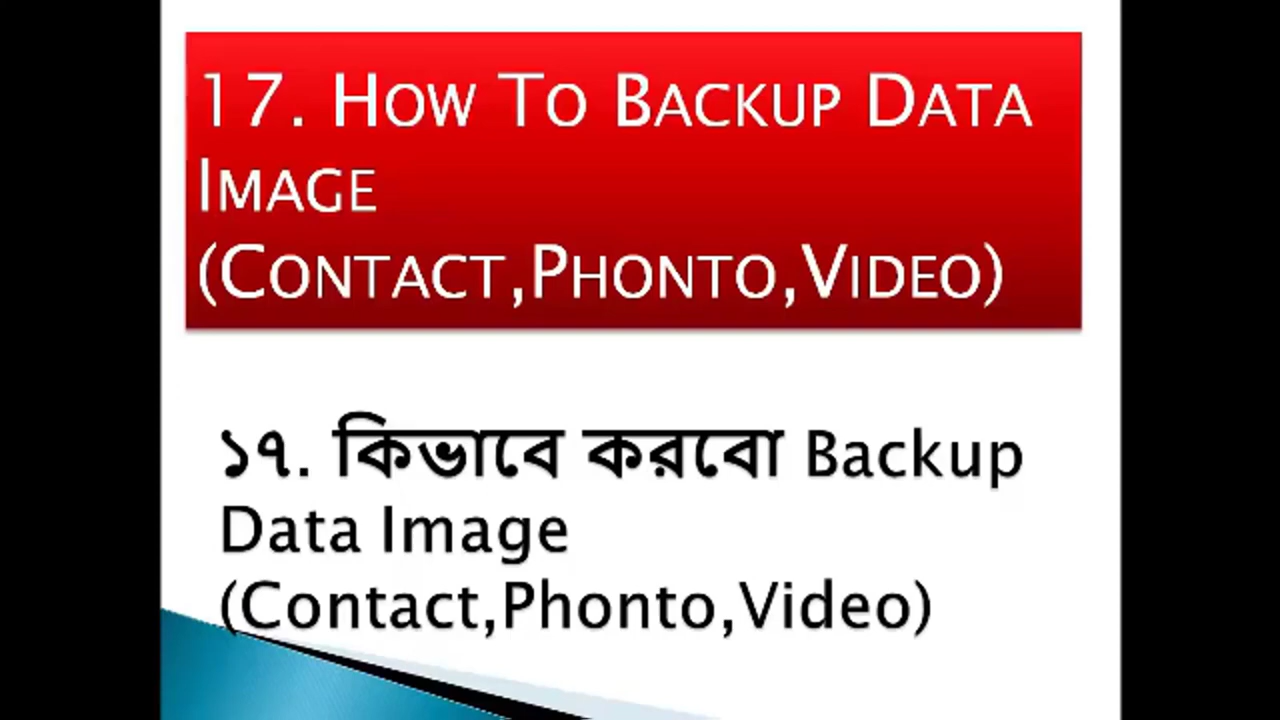 17. How To Backup Data
Image
(Contact,Phonto,Video)
১৭. কিভাবে করবো Backup
Data Image
(Contact,Phonto,Video)